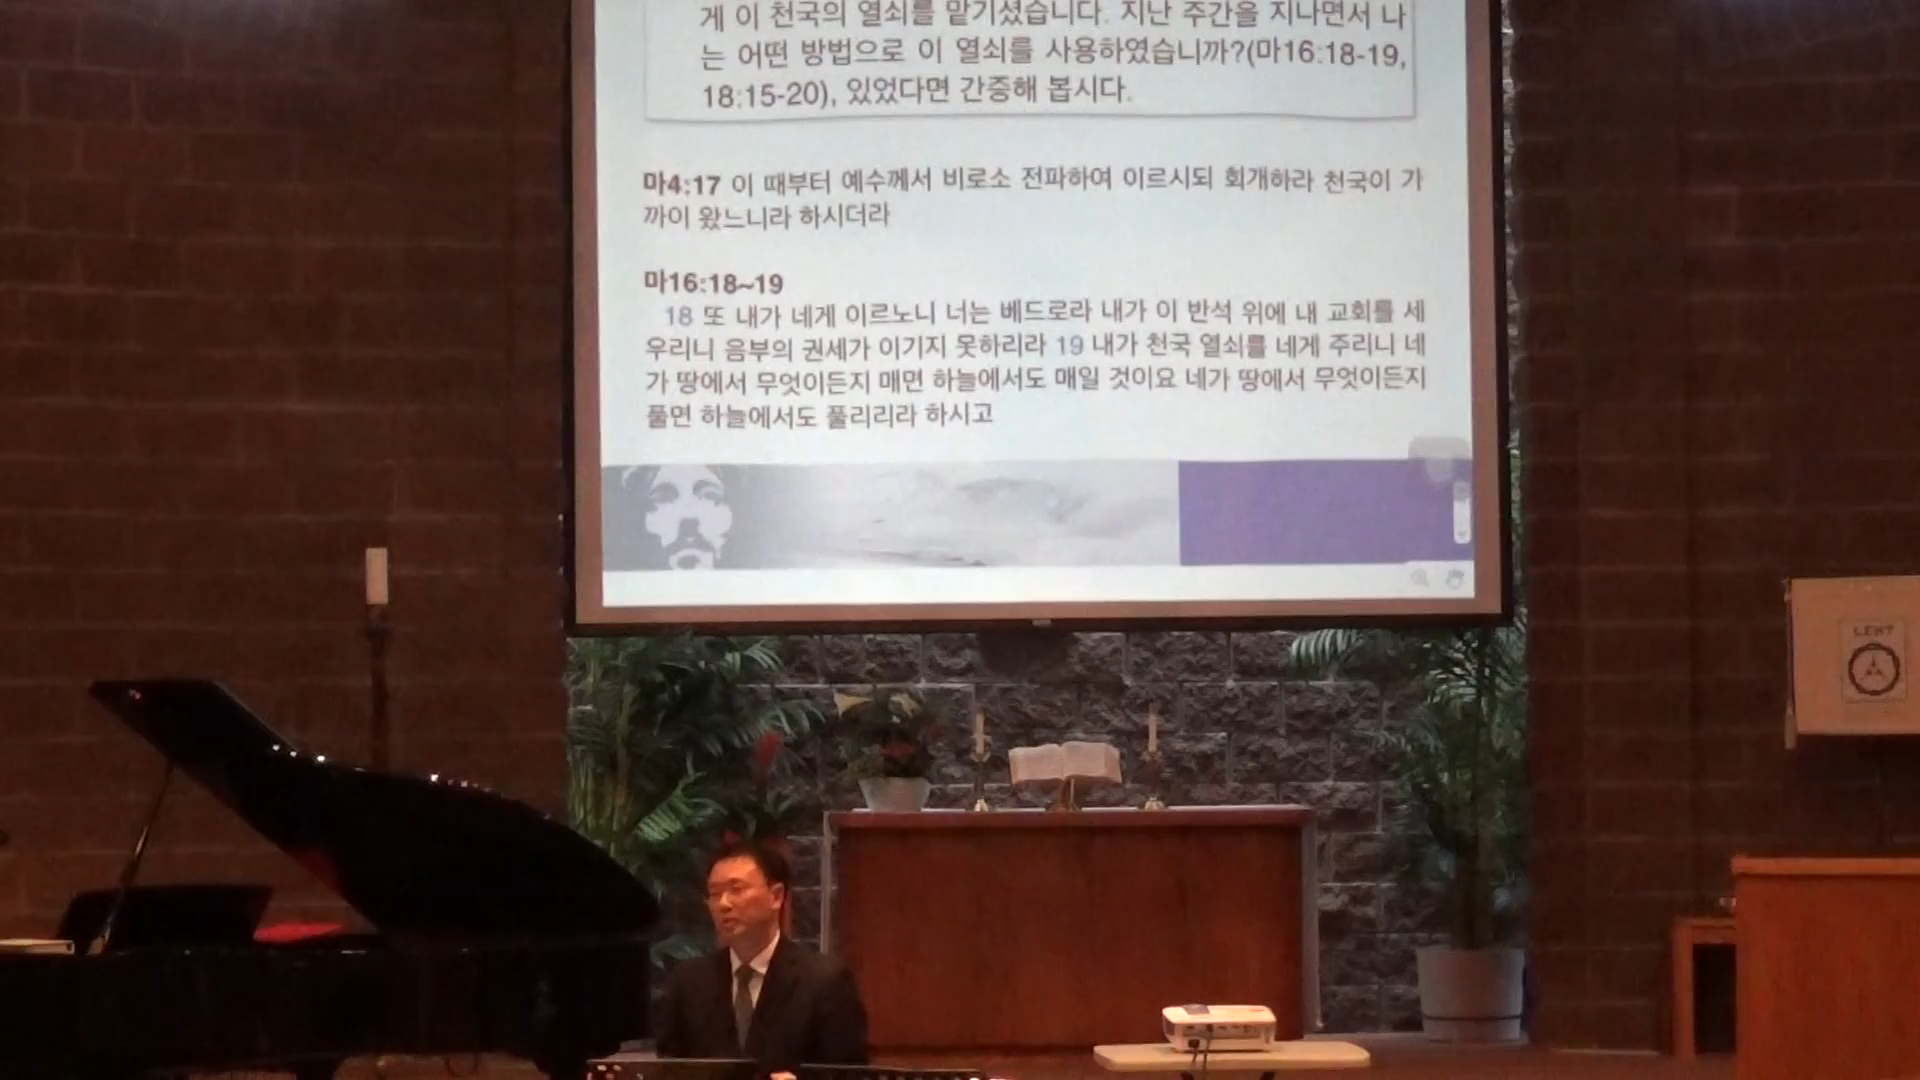 게 이 천국의 열쇠를 맡기셨습니다. 지난 주간을 지나면서 나
는 어떤 방법으로 이 열쇠를 사용하였습니까?(마16:18-19,
18:15-20), 있었다면 간증해 봅시다.
마4:17 이 때부터 예수께서 비로소 전파하여 이르시되 회개하라 천국이 가
까이 왔느니라 하시더라
마16:18~19
18 또 내가 네게 이르노니 너는 베드로라 내가 이 반석 위에 내 교회를 세
우리니 음부의 권세가 이기지 못하리라 19 내가 천국 열쇠를 네게 주리니 네
가 땅에서 무엇이든지 매면 하늘에서도 매일 것이요 네가 땅에서 무엇이든지
풀면 하늘에서도 풀리리라 하시고
LENT